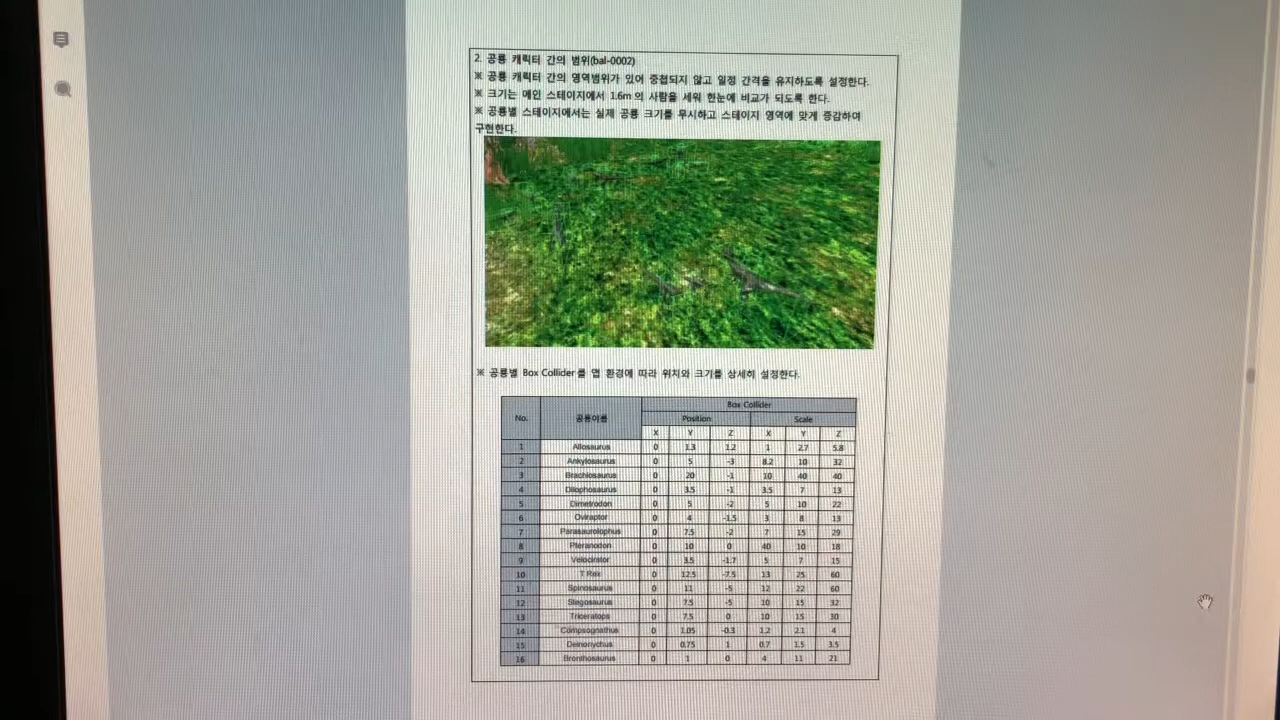 2. 공룡 캐릭터 간의 범위(bal-0002)
※ 공룡 캐릭터 간의 영역범위가 있어 중첩되지 않고 일정 간격을 유지하도록 설정한다.
※ 크기는 메인 스테이지에서 1.6m 의 사람을 세워 한눈에 비교가 되도록 한다.
※ 공룡별 스테이지에서는 실제 공룡 크기를 무시하고 스테이지 영역에 맞게 증감하여
구현한다.
※ 공룡별 Box Collider를 맵 환경에 따라 위치와 크기를 상세히 설정한다.
No. 공룡이름 Box Collider
Position Scale
X Y Z X Y Z
1 Allosaurus 0 1.3 1.2 1 2.7 5.8
2 Ankylosaurus 0 5 -3 8.2 10 32
3 Brachiosaurus 0 20 -1 10 40 40
4 Dilophosaurus 0 3.5 -1 3.5 7 13
5 Dimetrodon 0 5 -2 5 10 22
6 Oviraptor 0 4 -1.5 3 8 13
7 Parasaurolophus 0 7.5 -2 7 15 29
8 Pteranodon 0 10 0 40 10 18
9 Velocirator 0 3.5 -1.7 5 7 15
10 T Rex 0 12.5 -7.5 13 25 60
11 Spinosaurus 0 11 -5 12 22 60
12 Stegosaurus 0 7.5 -5 10 15 32
13 Triceratops 0 7.5 0 10 15 30
14 Compsognathus 0 1.05 -0.3 1.2 2.1 4
15 Deinonychus 0 0.75 1 0.7 1.5 3.5
16 Bronthosaurus 0 1 0 4 11 21